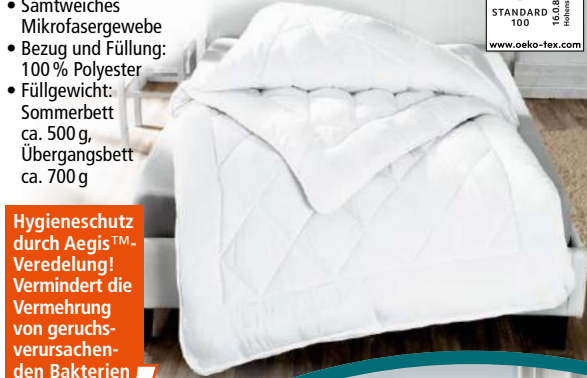 • Samtweiches
Mikrofasergewebe
• Bezug und Füllung:
100 % Polyester
• Füllgewicht:
Sommerbett
ca. 500 g,
Übergangsbett
ca. 700 g
STANDARD
100
16.0.8
Hohens
www.oeko-tex.com
Hygieneschutz
durch Aegis™-
Veredelung!
Vermindert die
Vermehrung
von geruchs-
verursachen-
den Bakterien